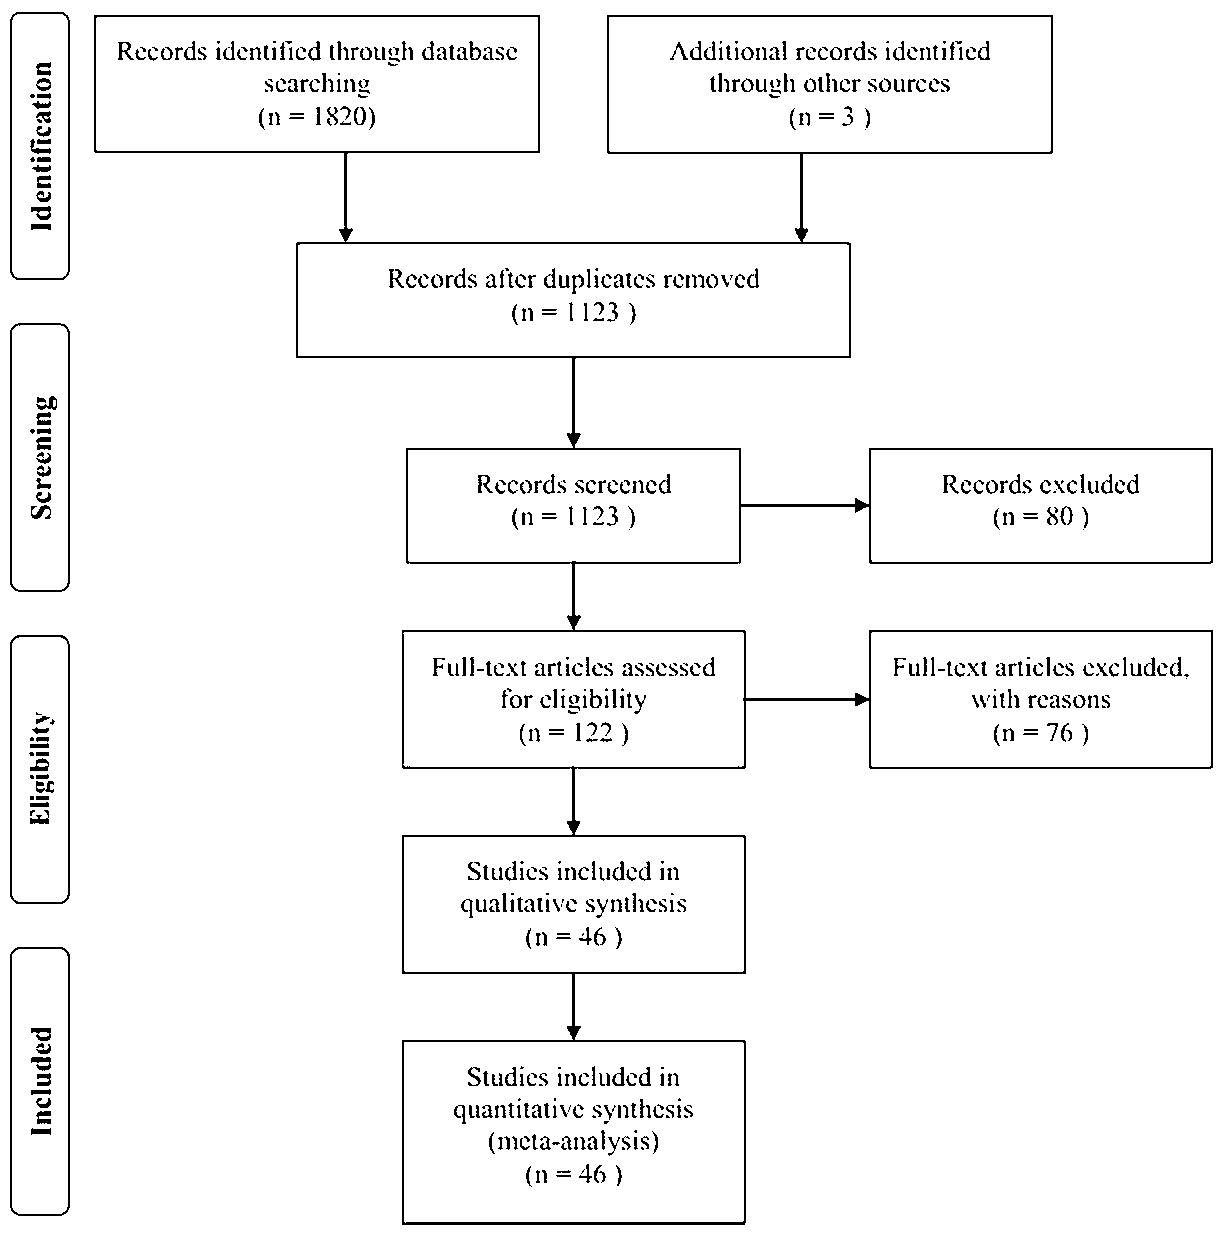 Identification
Records identified through database
searching
(n = 1820)
Additional records identified
through other sources
(n = 3 )
Records after duplicates removed
(n = 1123 )
Screening
Records screened
(n = 1123 )
Records excluded
(n = 80 )
Eligibility
Full-text articles assessed
for eligibility
(n = 122 )
Full-text articles excluded,
with reasons
(n = 76 )
Studies included in
qualitative synthesis
(n = 46 )
Included
Studies included in
quantitative synthesis
(meta-analysis)
(n = 46 )